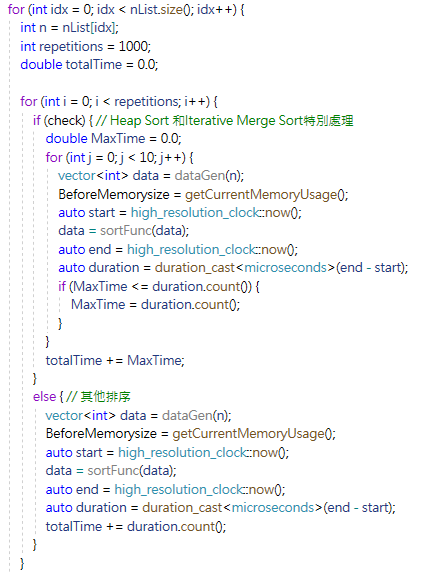 for (int idx = 0; idx < nList.size(); idx++) {
int n = nList[idx];
int repetitions = 1000;
double totalTime = 0.0;
for (int i = 0; i < repetitions; i++) {
if (check) { // Heap Sort 和Iterative Merge Sort特別處理
double MaxTime = 0.0;
for (int j = 0; j < 10; j++) {
vector<int> data = dataGen(n);
BeforeMemorysize = getCurrentMemoryUsage();
auto start = high_resolution_clock::now();
data = sortFunc(data);
auto end = high_resolution_clock::now();
auto duration = duration_cast<microseconds>(end - start);
if (MaxTime <= duration.count()) {
MaxTime = duration.count();
}
}
totalTime += MaxTime;
}
else { // 其他排序
vector<int> data = dataGen(n);
BeforeMemorysize = getCurrentMemoryUsage();
auto start = high_resolution_clock::now();
data = sortFunc(data);
auto end = high_resolution_clock::now();
auto duration = duration_cast<microseconds>(end - start);
totalTime += duration.count();
}
}